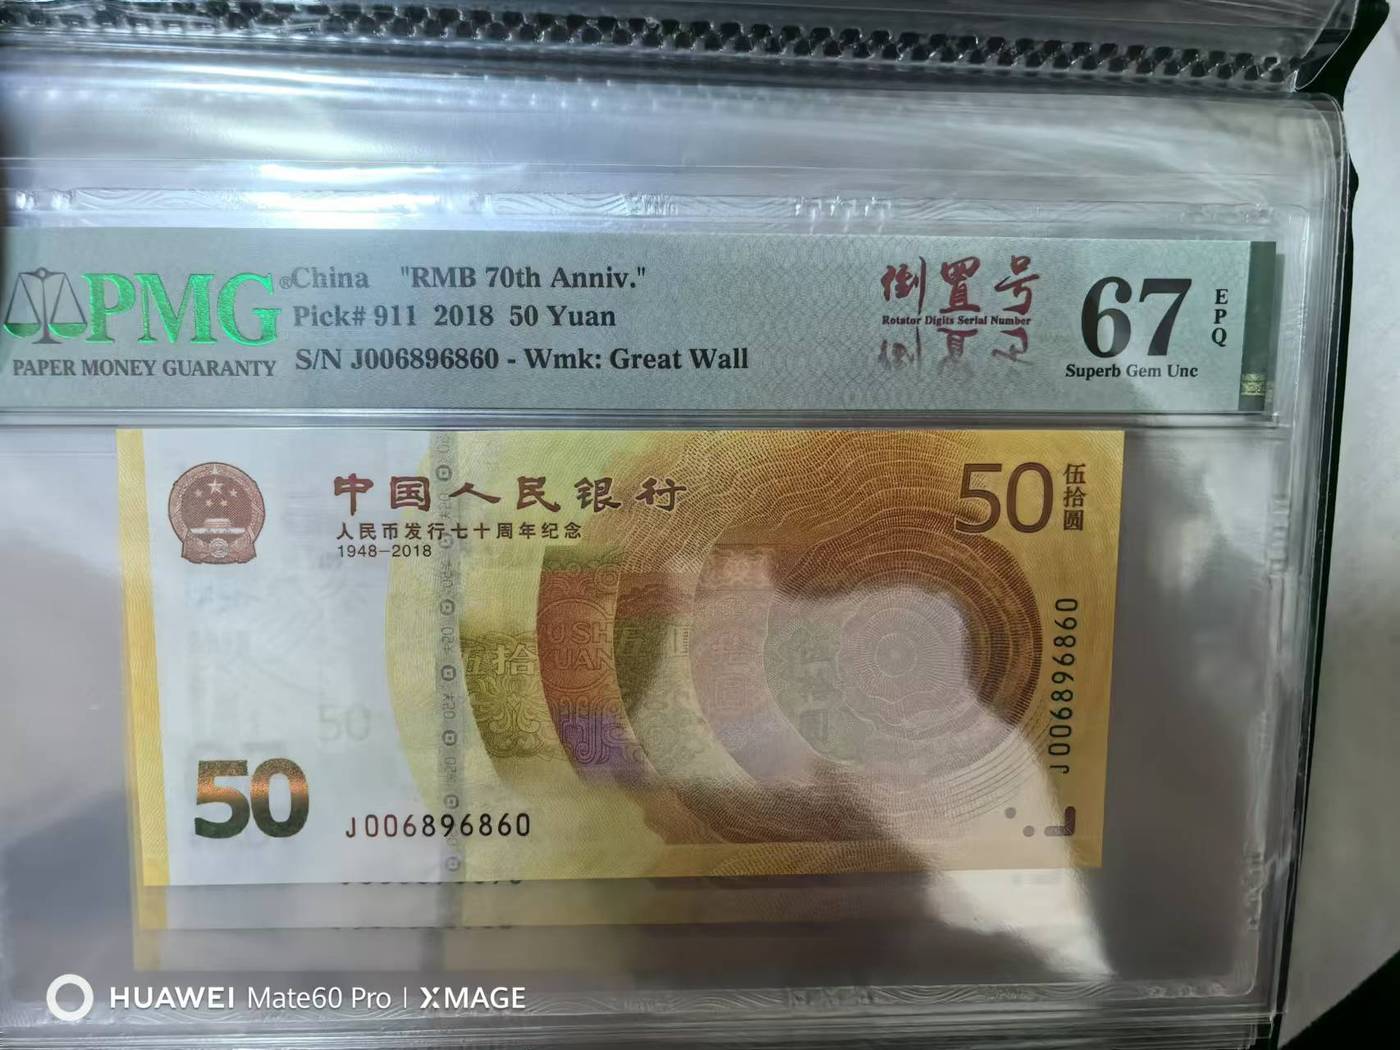 PMG®
PAPER MONEY GUARANTY
China "RMB 70th Anniv."
Pick# 911 2018 50 Yuan
S/N J006896860 - Wmk: Great Wall
倒置号
Rotator Digits Serial Number
67
EPQ
Superb Gem Unc
中国人民银行
人民币发行七十周年纪念
1948-2018
50
伍拾圆
J006896860
伍拾
50
50
J006896860
HUAWEI Mate60 Pro | XMAGE